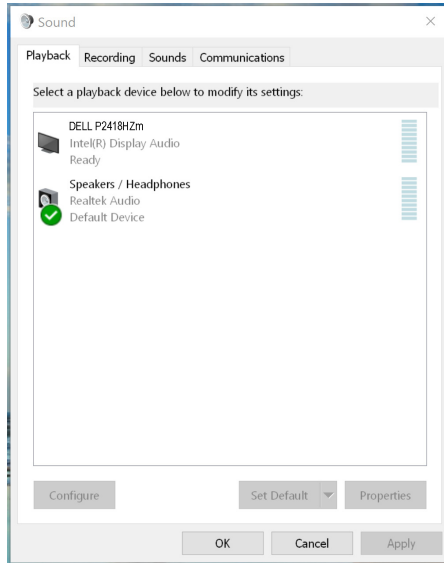 Sound
Playback Recording Sounds Communications
Select a playback device below to modify its settings:
DELL P2418HZm
Intel(R) Display Audio
Ready
Speakers / Headphones
Realtek Audio
Default Device
Configure Set Default Properties
OK Cancel Apply